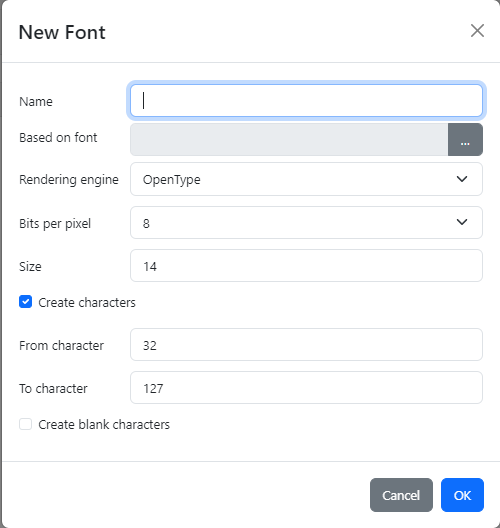 New Font
Name
Based on font ...
Rendering engine OpenType
Bits per pixel 8
Size 14
Create characters
From character 32
To character 127
Create blank characters
Cancel OK